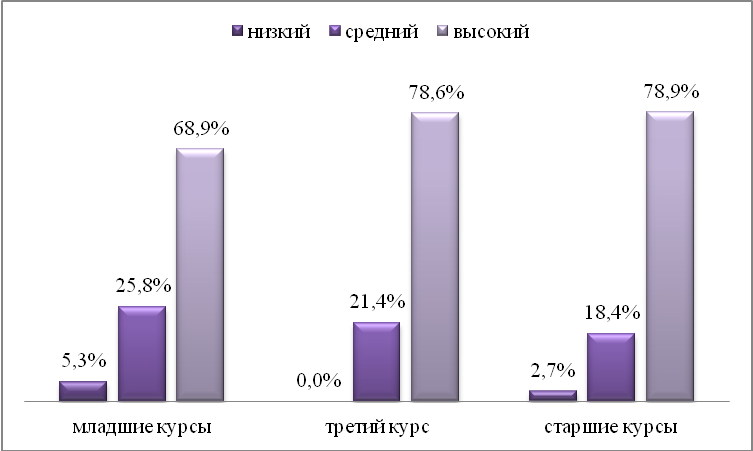 низкий средний высокий
68,9% 78,6% 78,9%
25,8% 21,4% 18,4%
5,3% 0,0% 2,7%
младшие курсы третий курс старшие курсы